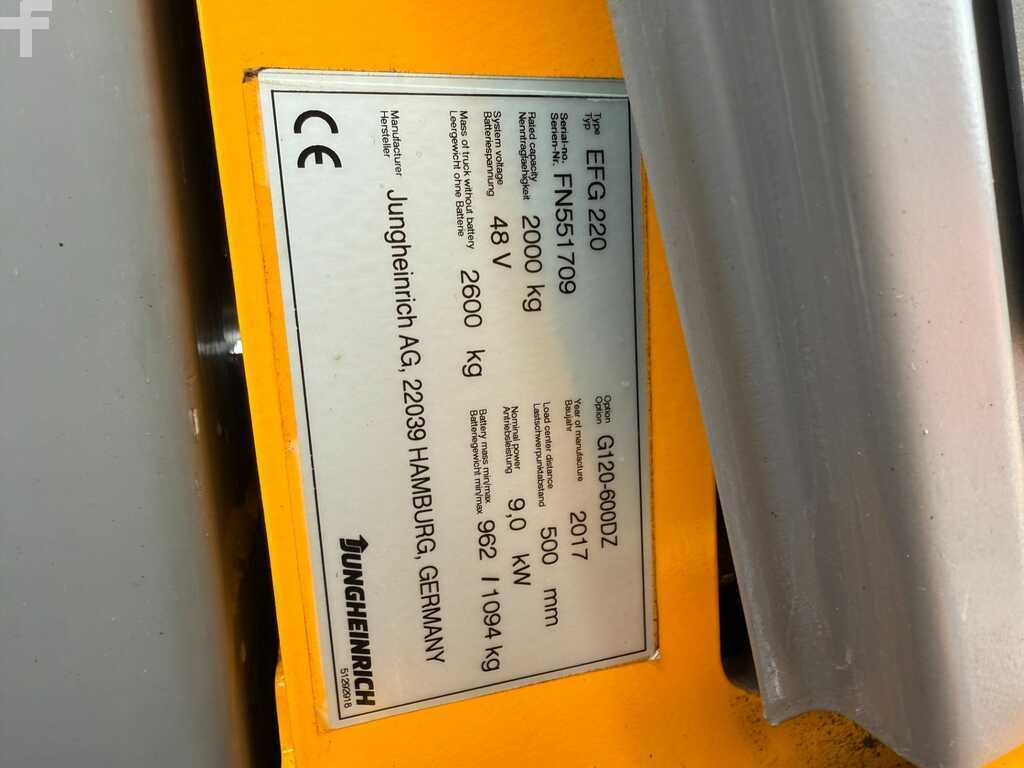 Type EFG 220 Option G120-600DZ
Typ Option
Serial-no. FN551709 Year of manufacture 2017
Serien-Nr. Baujahr
Rated capacity 2000 kg Load center distance 500 mm
Nenntragfaehigkeit Lastschwerpunktabstand
System voltage 48 V Nominal power 9,0 kW
Batteriespannung Antriebsleistung
Mass of truck without battery 2600 kg Battery mass min/max 962 / 1094 kg
Leergewicht ohne Batterie Batteriegewicht min/max
Manufacturer Jungheinrich AG, 22039 HAMBURG, GERMANY
Hersteller
CE JUNGHEINRICH
51292918
f